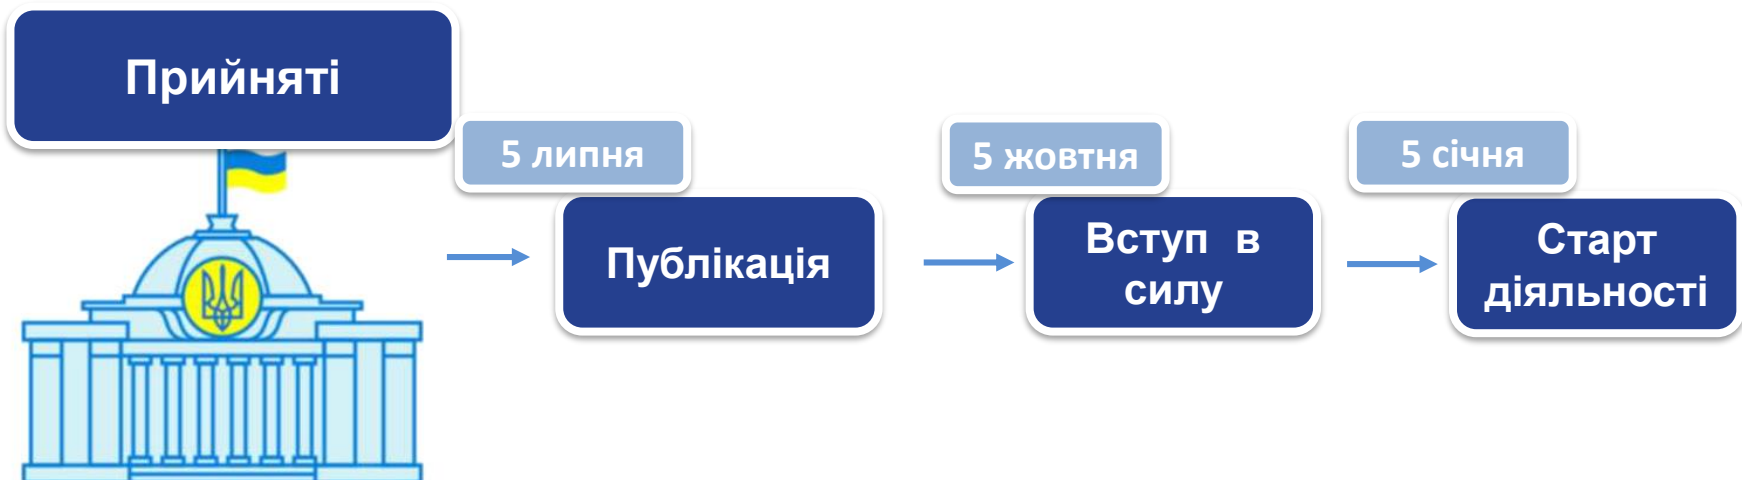 Прийняті
5 липня
Публікація
5 жовтня
Вступ в
силу
5 січня
Старт
діяльності